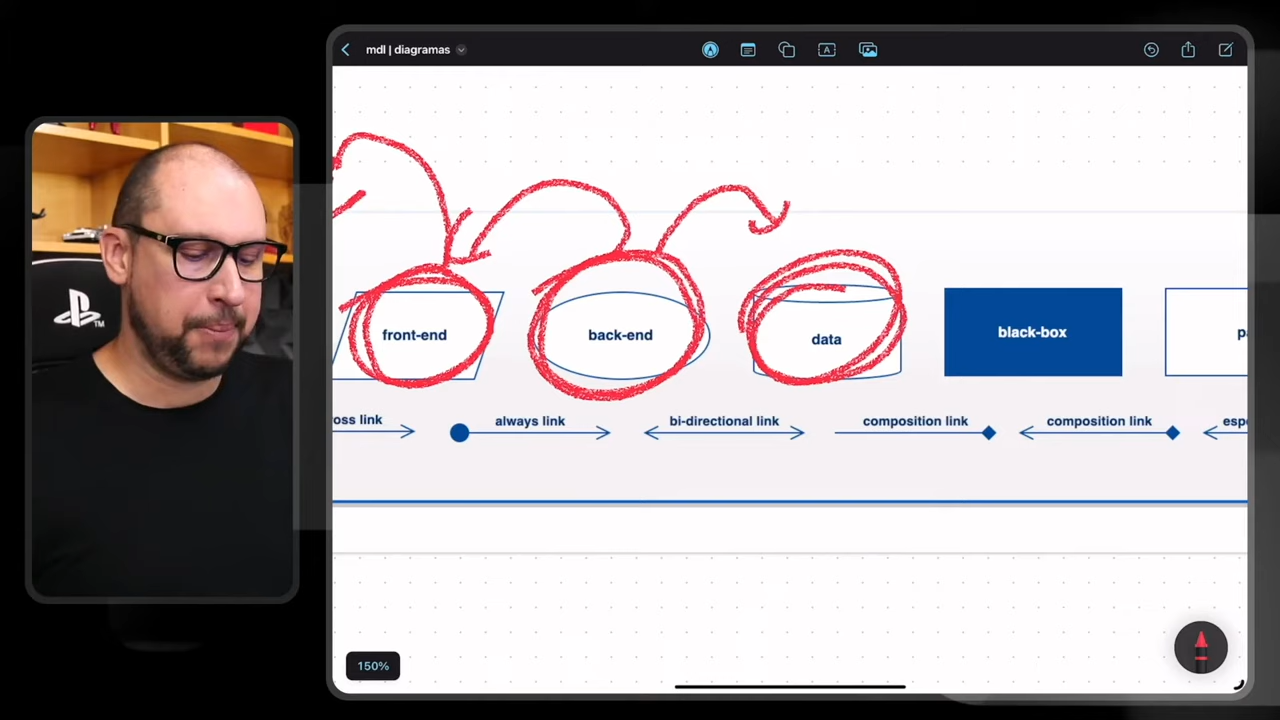 mdl | diagramas
front-end
back-end
data
black-box
always link
bi-directional link
composition link
composition link
150%